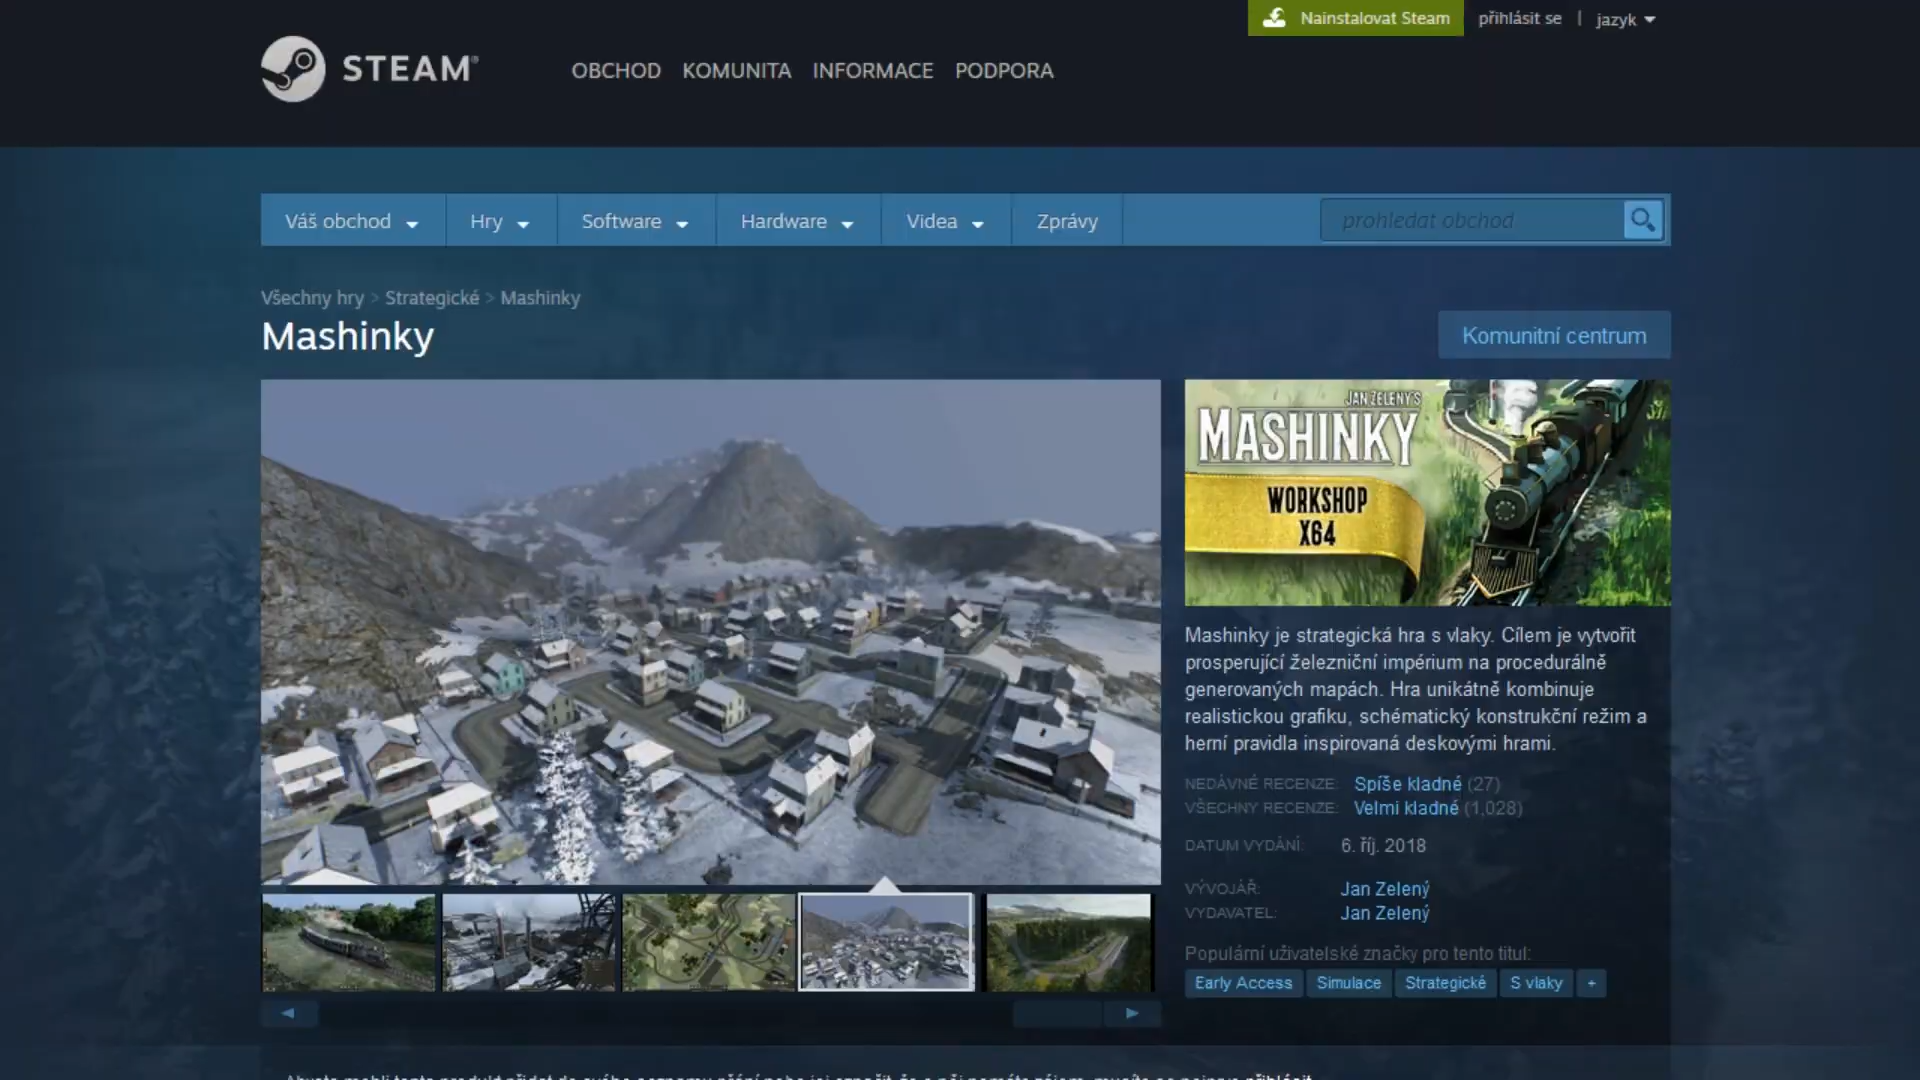 Nainstalovat Steam
přihlásit se | jazyk
STEAM®
OBCHOD KOMUNITA INFORMACE PODPORA
Váš obchod Hry Software Hardware Videa Zprávy
prohledat obchod
Všechny hry > Strategické > Mashinky
Mashinky
Komunitní centrum
JAN ZELENY'S
MASHINKY
WORKSHOP
X64
Mashinky je strategická hra s vlaky. Cílem je vytvořit
prosperující železniční impérium na procedurálně
generovaných mapách. Hra unikátně kombinuje
realistickou grafiku, schématický konstrukční režim a
herní pravidla inspirovaná deskovými hrami.
NEDÁVNÉ RECENZE: Spíše kladné (27)
VŠECHNY RECENZE: Velmi kladné (1,028)
DATUM VYDÁNÍ: 6. říj. 2018
VÝVOJÁŘ: Jan Zelený
VYDAVATEL: Jan Zelený
Populární uživatelské značky pro tento titul:
Early Access Simulace Strategické S vlaky +